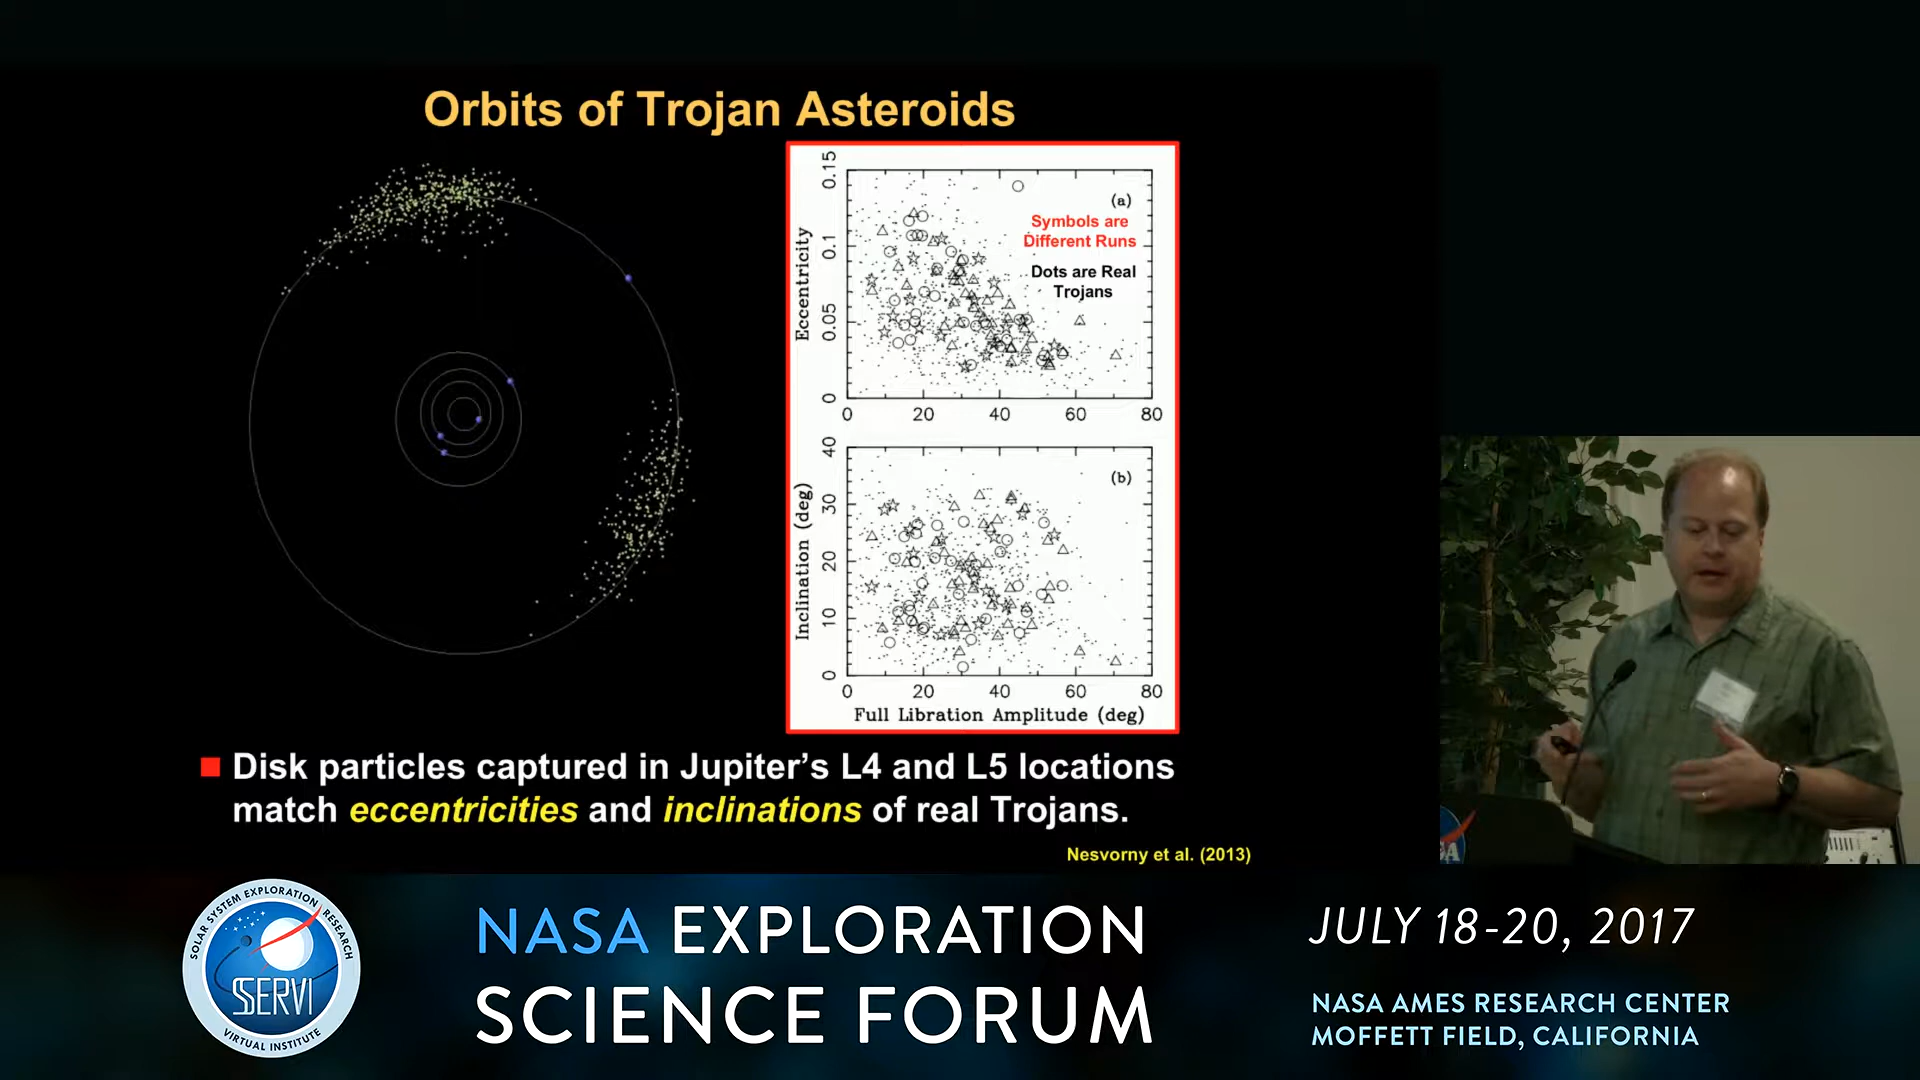 Orbits of Trojan Asteroids
0.15
0.1
0.05
0
Eccentricity
(a)
Symbols are
Different Runs
Dots are Real
Trojans
0 20 40 60 80
40
30
20
10
0
Inclination (deg)
(b)
0 20 40 60 80
Full Libration Amplitude (deg)
Disk particles captured in Jupiter's L4 and L5 locations
match eccentricities and inclinations of real Trojans.
Nesvorny et al. (2013)
SOLAR SYSTEM EXPLORATION RESEARCH
SSERVI
VIRTUAL INSTITUTE
NASA EXPLORATION
SCIENCE FORUM
JULY 18-20, 2017
NASA AMES RESEARCH CENTER
MOFFETT FIELD, CALIFORNIA